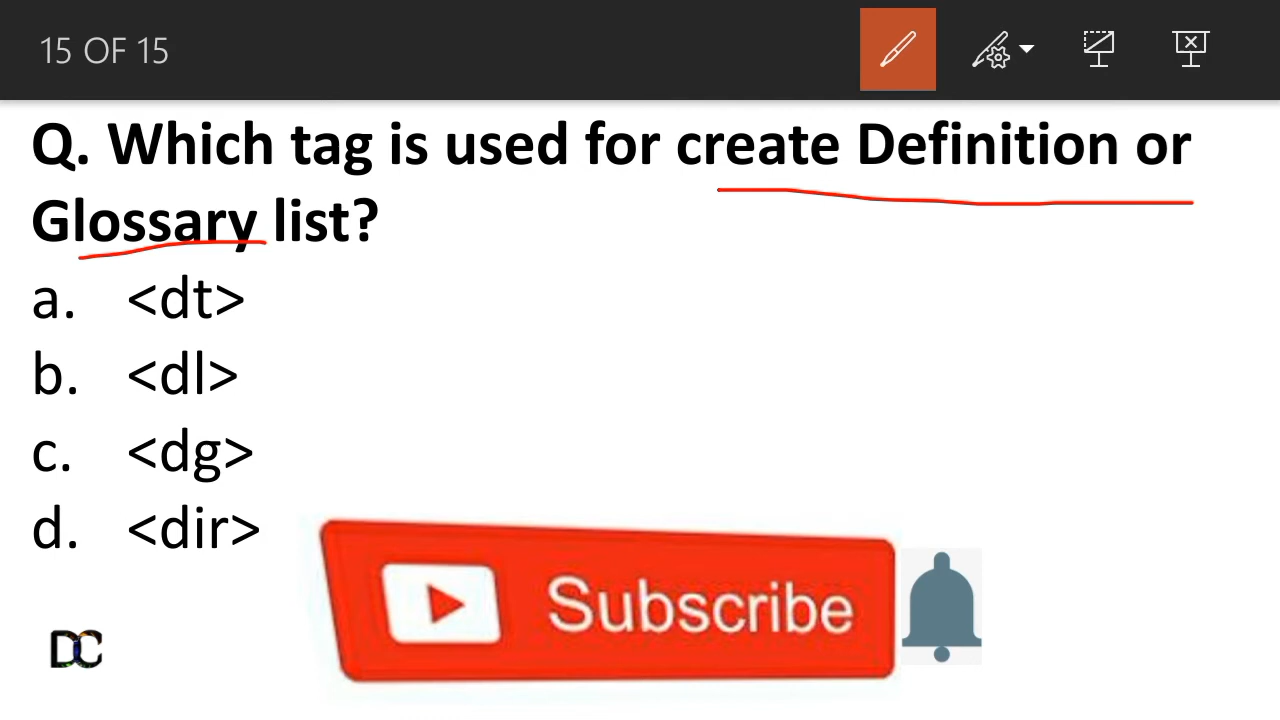 15 OF 15
Q. Which tag is used for create Definition or
Glossary list?
a. <dt>
b. <dl>
c. <dg>
d. <dir>
Subscribe
DC